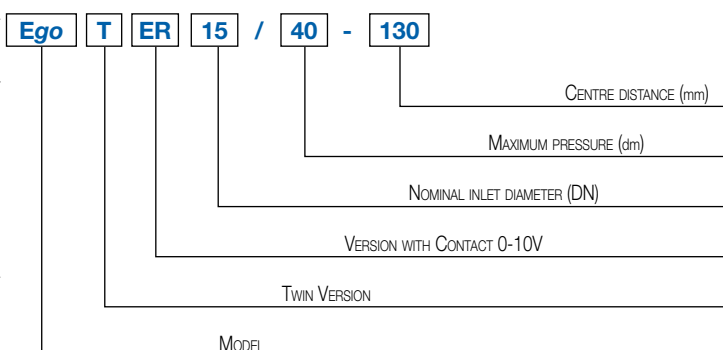 Ego T ER 15 / 40 - 130
CENTRE DISTANCE (mm)
MAXIMUM PRESSURE (dm)
NOMINAL INLET DIAMETER (DN)
VERSION WITH CONTACT 0-10V
TWIN VERSION
MODEL